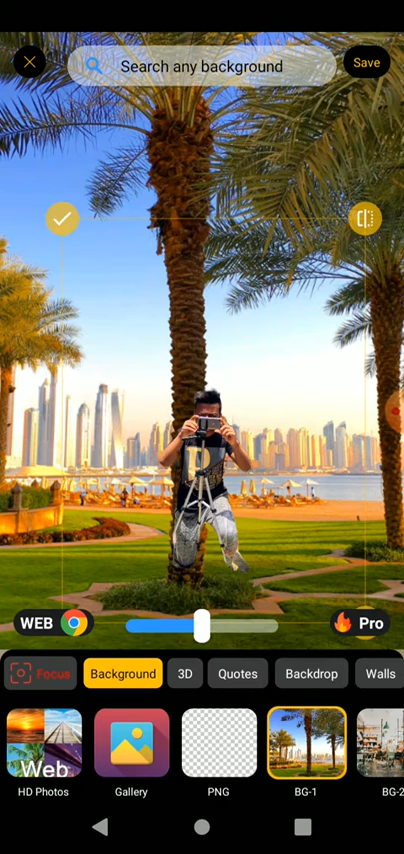 Search any background
Save
WEB
Pro
Focus
Background
3D
Quotes
Backdrop
Walls
Web
HD Photos
Gallery
PNG
BG-1
BG-2